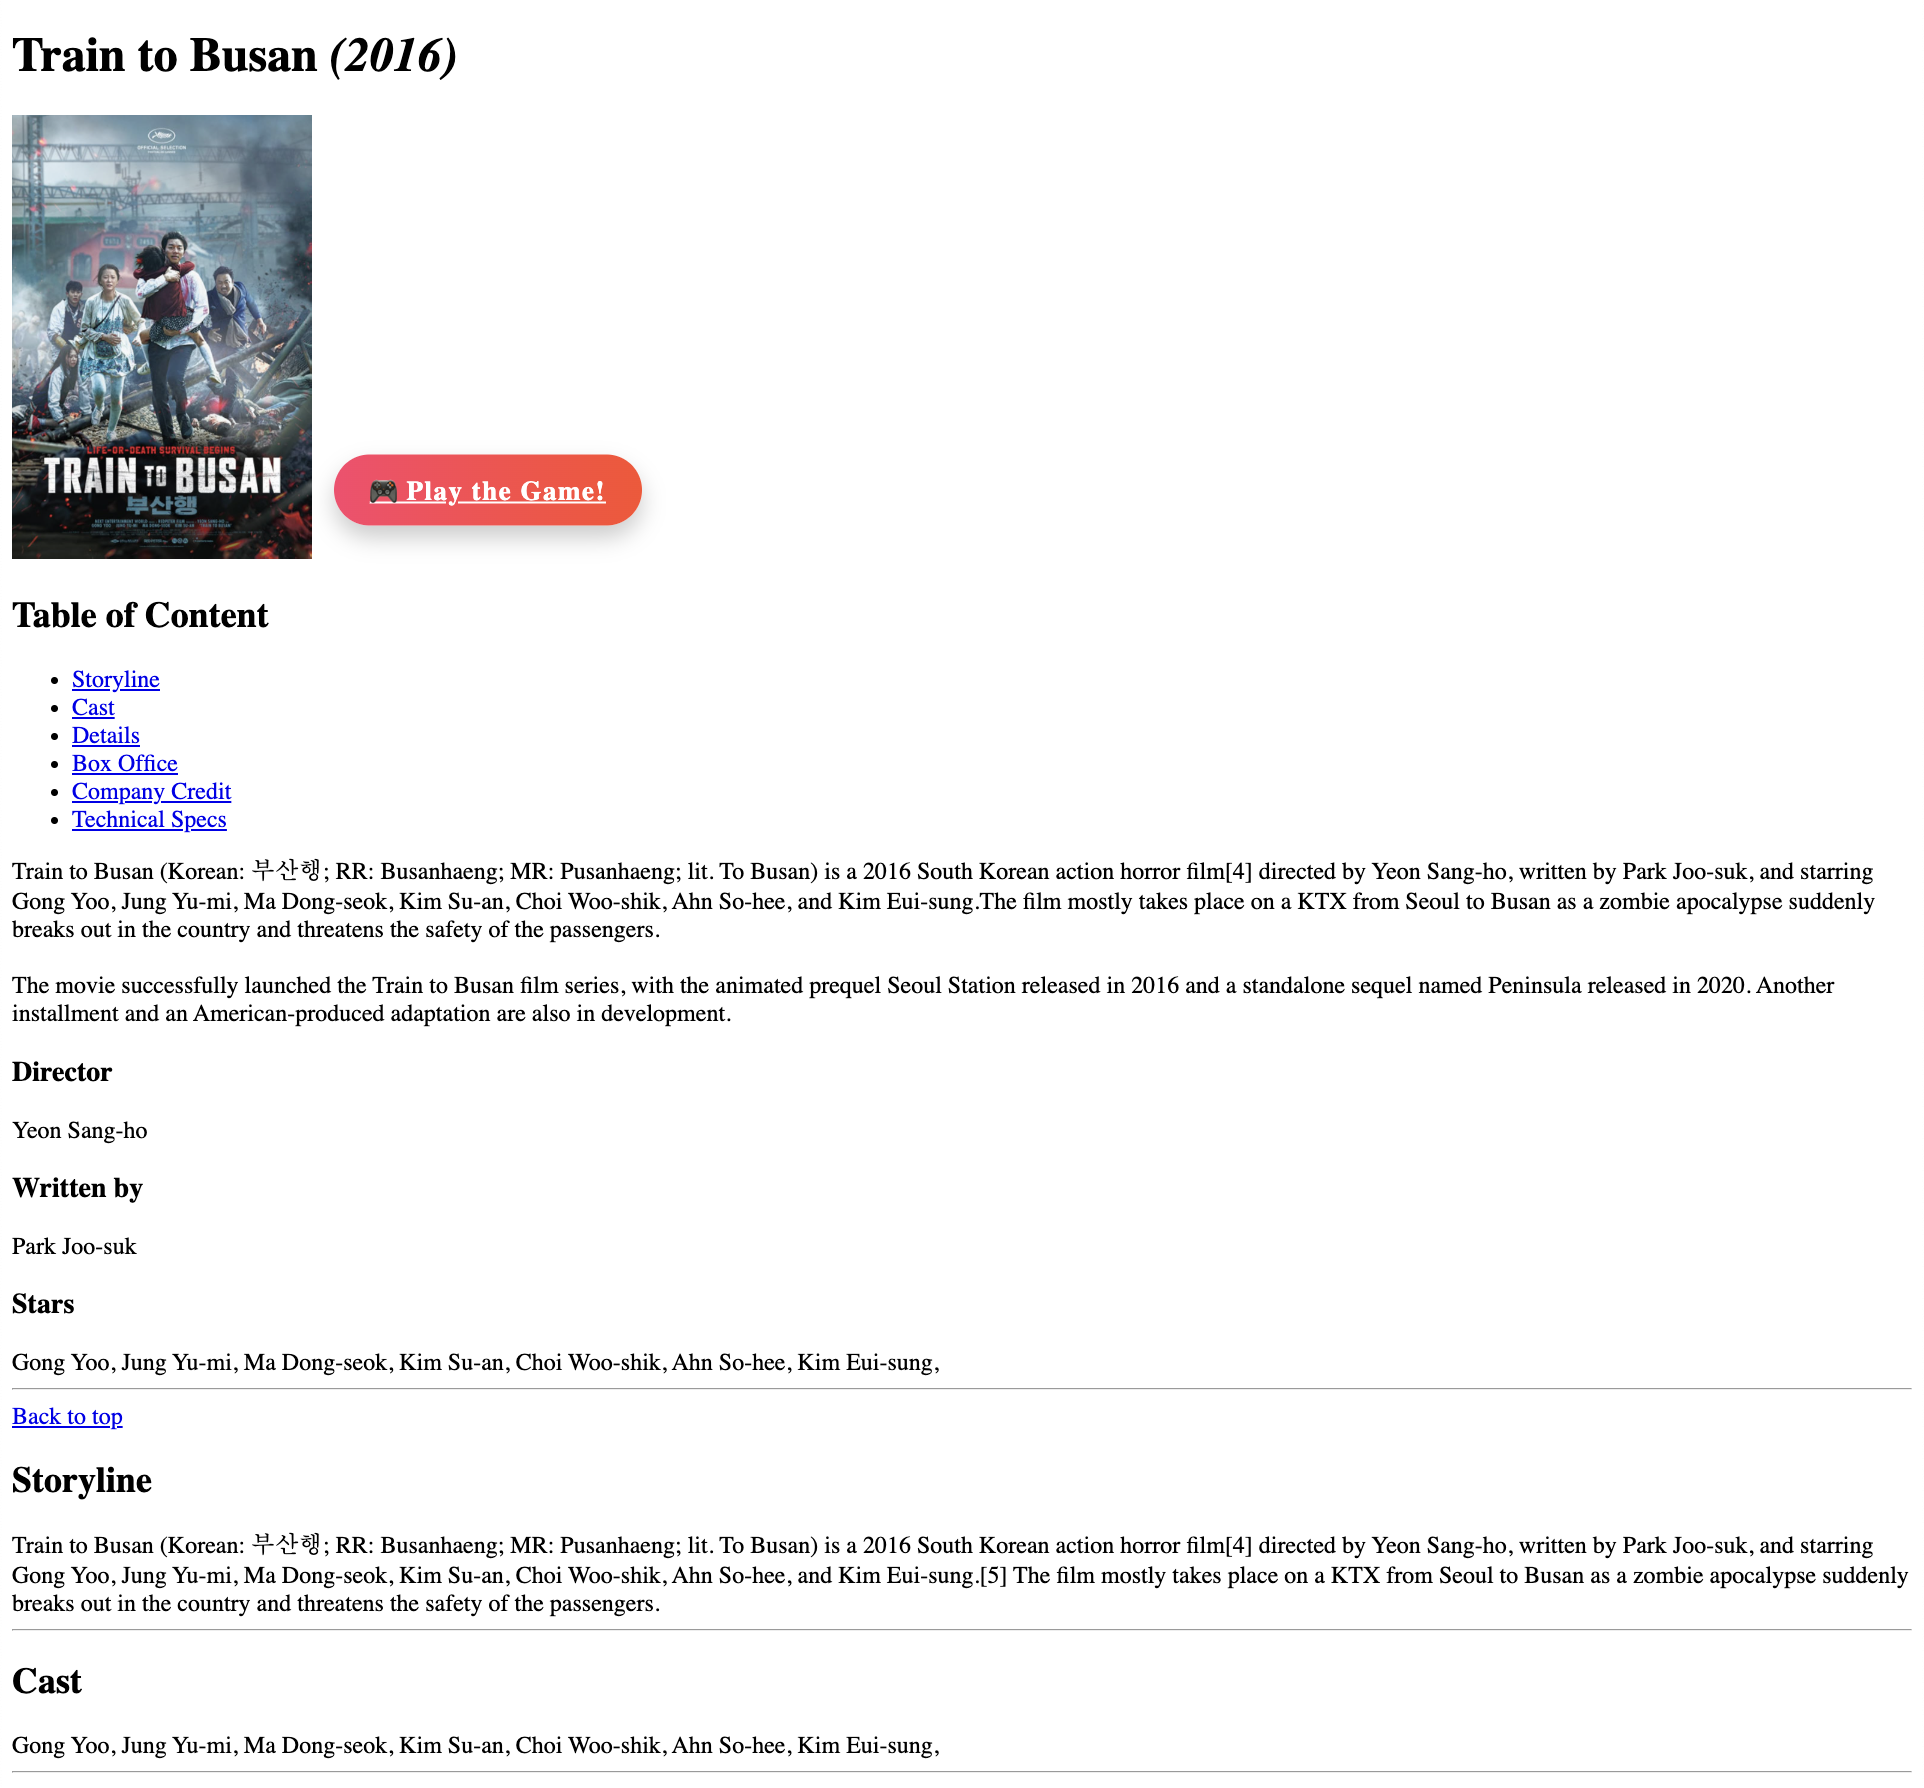 Train to Busan (2016)
OFFICIAL SELECTION
LIFE-OR-DEATH SURVIVAL BEGINS
TRAIN TO BUSAN
부산행
🎮 Play the Game!
Table of Content
Storyline
Cast
Details
Box Office
Company Credit
Technical Specs
Train to Busan (Korean: 부산행; RR: Busanhaeng; MR: Pusanhaeng; lit. To Busan) is a 2016 South Korean action horror film[4] directed by Yeon Sang-ho, written by Park Joo-suk, and starring
Gong Yoo, Jung Yu-mi, Ma Dong-seok, Kim Su-an, Choi Woo-shik, Ahn So-hee, and Kim Eui-sung.The film mostly takes place on a KTX from Seoul to Busan as a zombie apocalypse suddenly
breaks out in the country and threatens the safety of the passengers.
The movie successfully launched the Train to Busan film series, with the animated prequel Seoul Station released in 2016 and a standalone sequel named Peninsula released in 2020. Another
installment and an American-produced adaptation are also in development.
Director
Yeon Sang-ho
Written by
Park Joo-suk
Stars
Gong Yoo, Jung Yu-mi, Ma Dong-seok, Kim Su-an, Choi Woo-shik, Ahn So-hee, Kim Eui-sung,
Back to top
Storyline
Train to Busan (Korean: 부산행; RR: Busanhaeng; MR: Pusanhaeng; lit. To Busan) is a 2016 South Korean action horror film[4] directed by Yeon Sang-ho, written by Park Joo-suk, and starring
Gong Yoo, Jung Yu-mi, Ma Dong-seok, Kim Su-an, Choi Woo-shik, Ahn So-hee, and Kim Eui-sung.[5] The film mostly takes place on a KTX from Seoul to Busan as a zombie apocalypse suddenly
breaks out in the country and threatens the safety of the passengers.
Cast
Gong Yoo, Jung Yu-mi, Ma Dong-seok, Kim Su-an, Choi Woo-shik, Ahn So-hee, Kim Eui-sung,